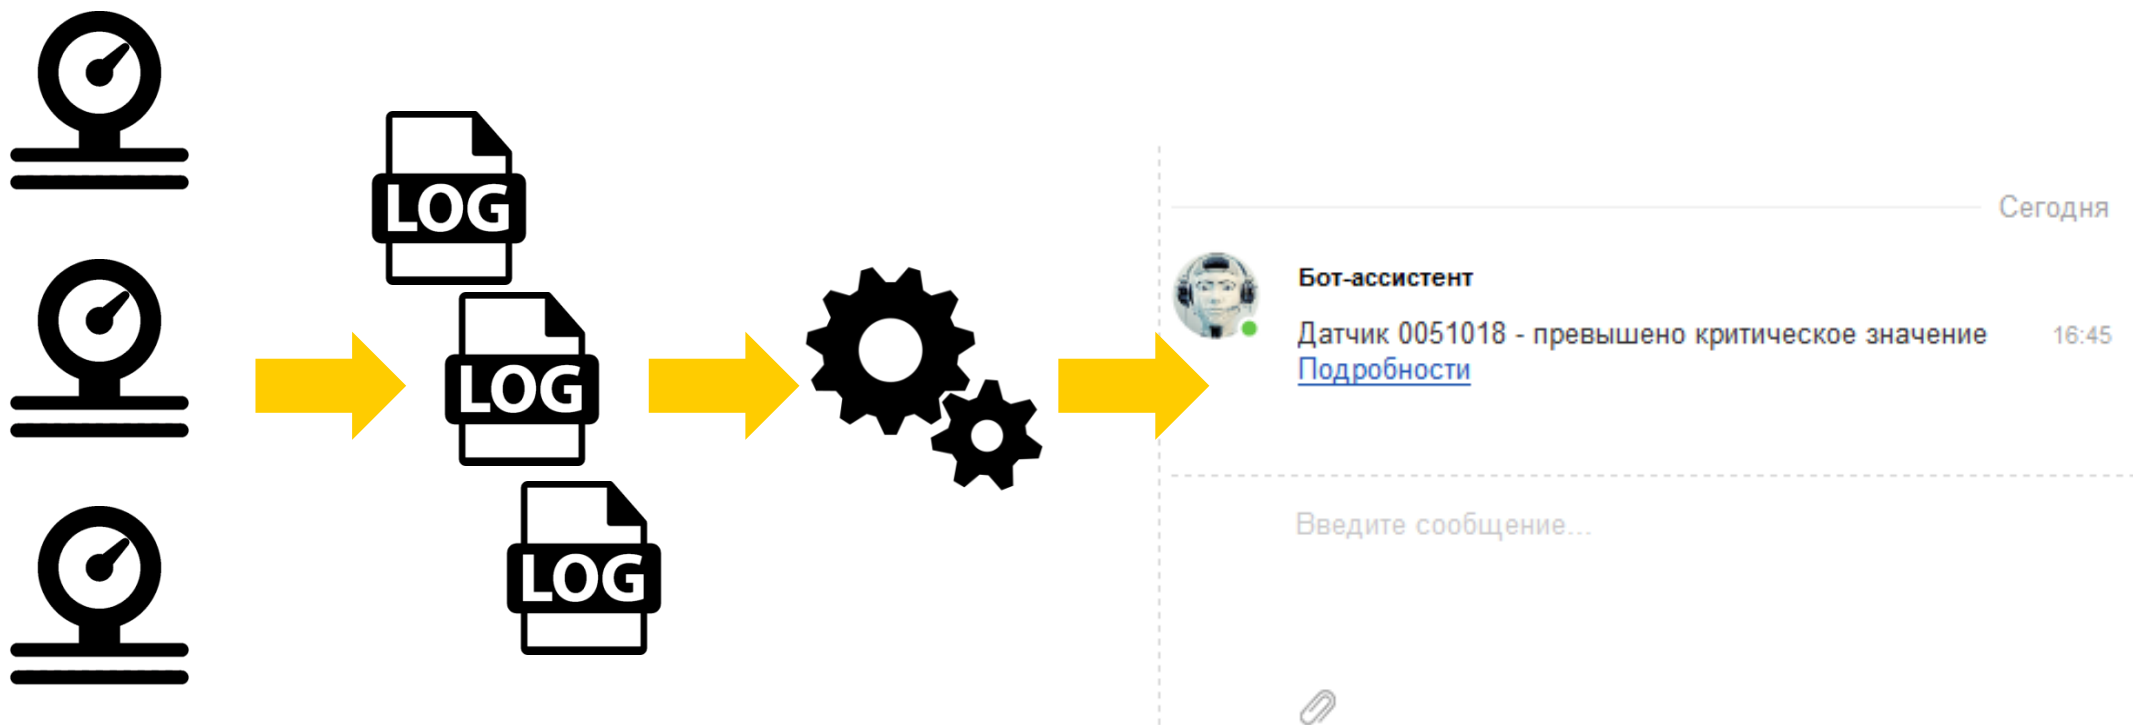 LOG
LOG
LOG
Сегодня
Бот-ассистент
Датчик 0051018 - превышено критическое значение 16:45
Подробности
Введите сообщение...